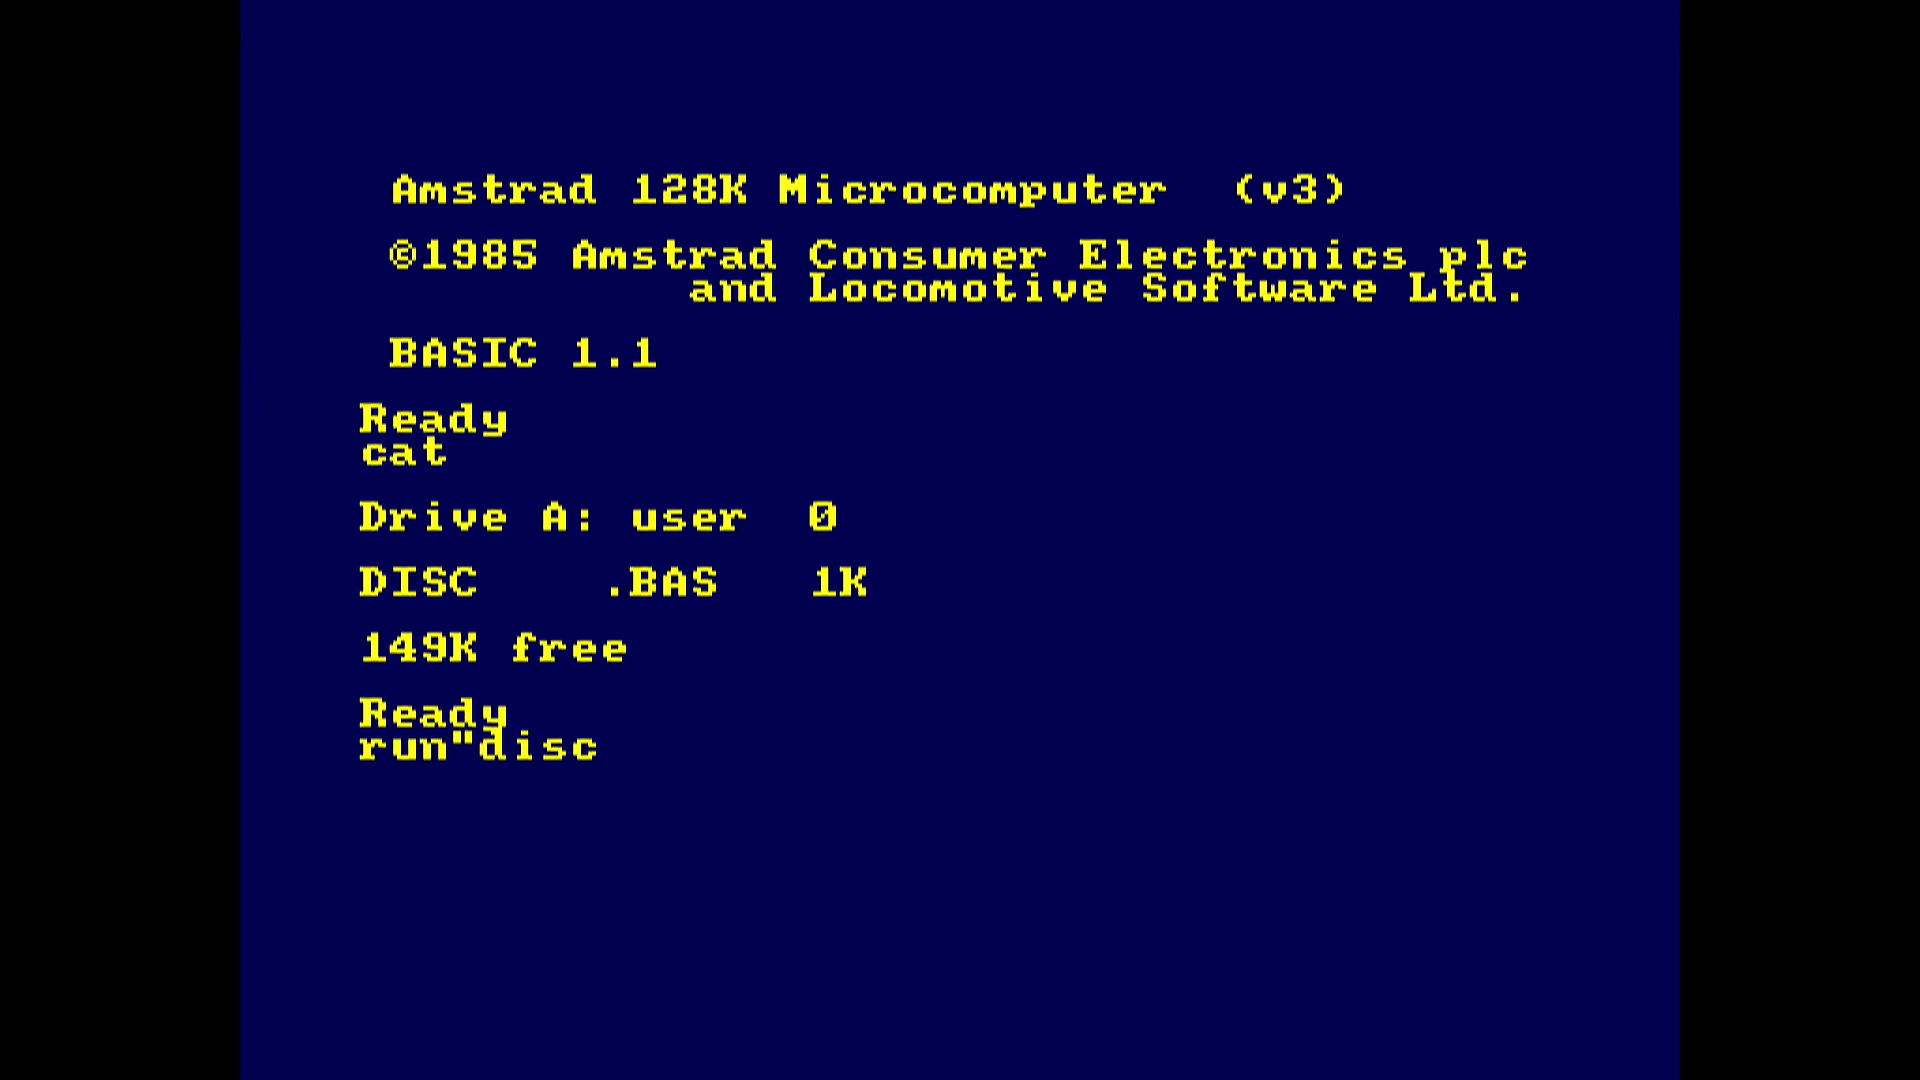 Amstrad 128K Microcomputer  (v3)
©1985 Amstrad Consumer Electronics plc
and Locomotive Software Ltd.
BASIC 1.1
Ready
cat
Drive A: user  0
DISC    .BAS   1K
149K free
Ready
run"disc